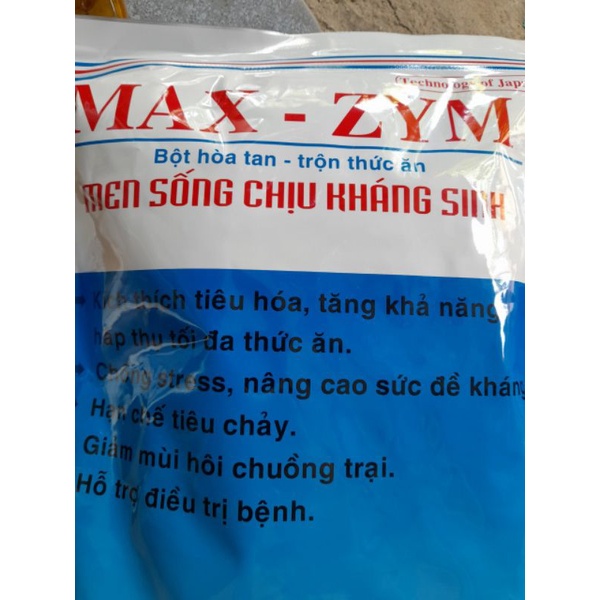 (Technology of Jap
MAX - ZYM
Bột hòa tan - trộn thức ăn
MEN SỐNG CHỊU KHÁNG SINH
Kích thích tiêu hóa, tăng khả năng
hấp thu tối đa thức ăn.
Chống stress, nâng cao sức đề kháng
Hạn chế tiêu chảy.
Giảm mùi hôi chuồng trại.
Hỗ trợ điều trị bệnh.